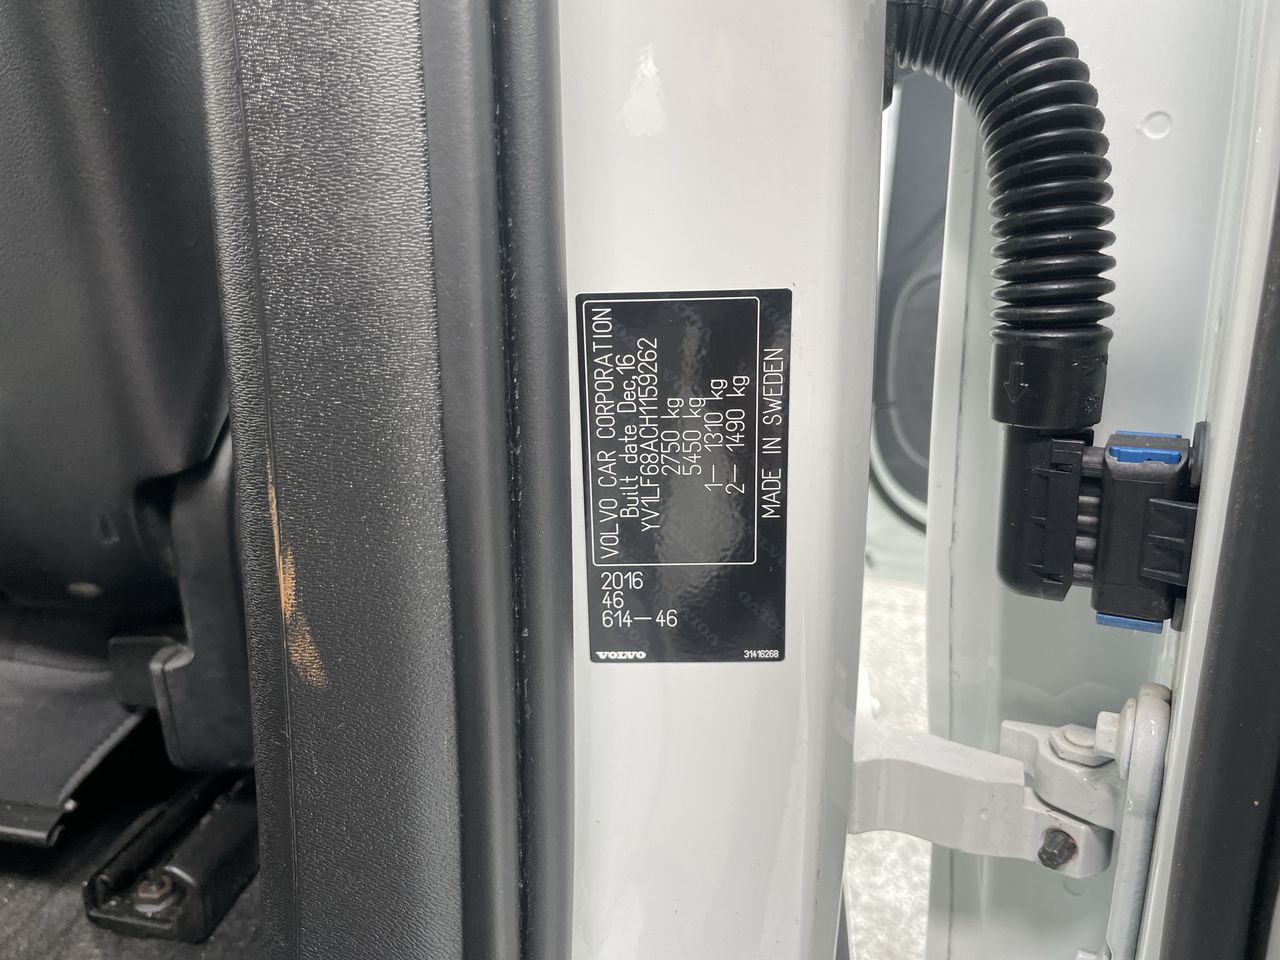 VOLVO CAR CORPORATION
Built date Dec,16
YV1LF68ACH1159262
2750 kg
5450 kg
1— 1310 kg
2— 1490 kg
MADE IN SWEDEN
2016
46
614—46
VOLVO
31416268